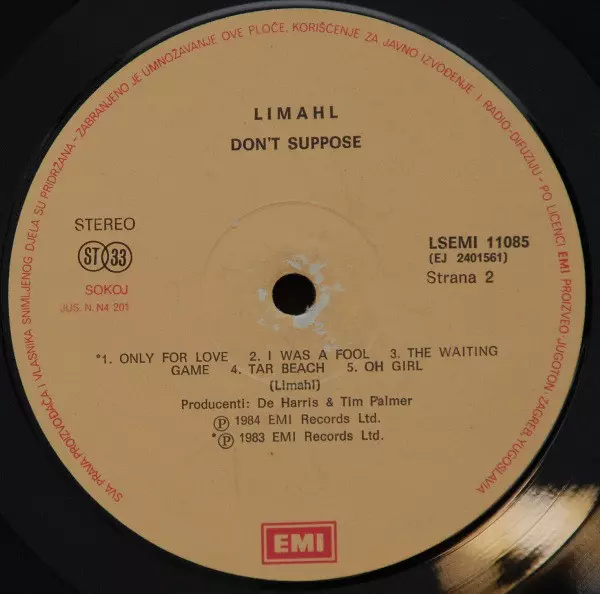 SVA PRAVA PROIZVOĐAČA I VLASNIKA SNIMLJENOG DJELA SU PRIDRŽANA - ZABRANJENO JE UMNOŽAVANJE OVE PLOČE, KORIŠĆENJE ZA JAVNO IZVOĐENJE I RADIO-DIFUZIJU - PO LICENCI EMI PROIZVEO JUGOTON ZAGREB YUGOSLAVIA
LIMAHL
DON'T SUPPOSE
STEREO
ST 33
SOKOJ
JUS. N. N4 201
LSEMI 11085
(EJ 2401561)
Strana 2
*1. ONLY FOR LOVE 2. I WAS A FOOL 3. THE WAITING
GAME 4. TAR BEACH 5. OH GIRL
(Limahl)
Producenti: De Harris & Tim Palmer
Ⓟ 1984 EMI Records Ltd.
*Ⓟ 1983 EMI Records Ltd.
EMI